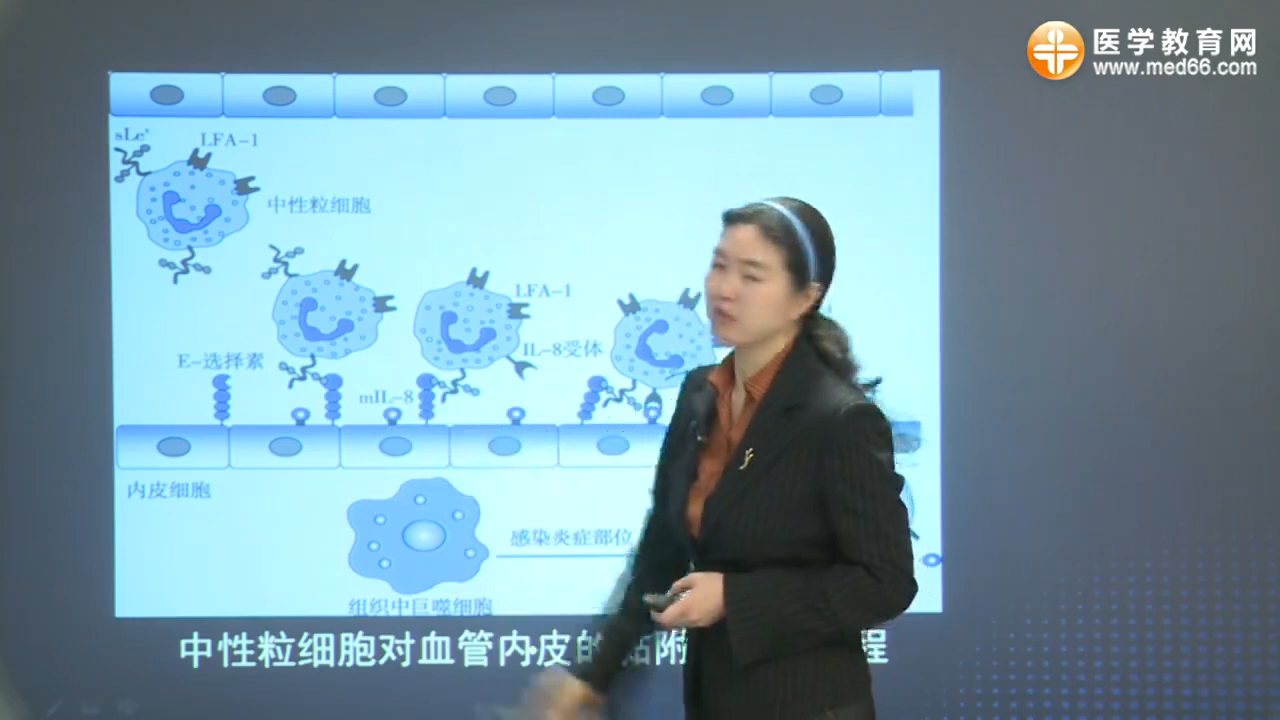 医学教育网
www.med66.com
sLeˣ
LFA-1
中性粒细胞
LFA-1
E-选择素
IL-8受体
mIL-8
内皮细胞
感染炎症部位
组织中巨噬细胞
中性粒细胞对血管内皮的 附 程